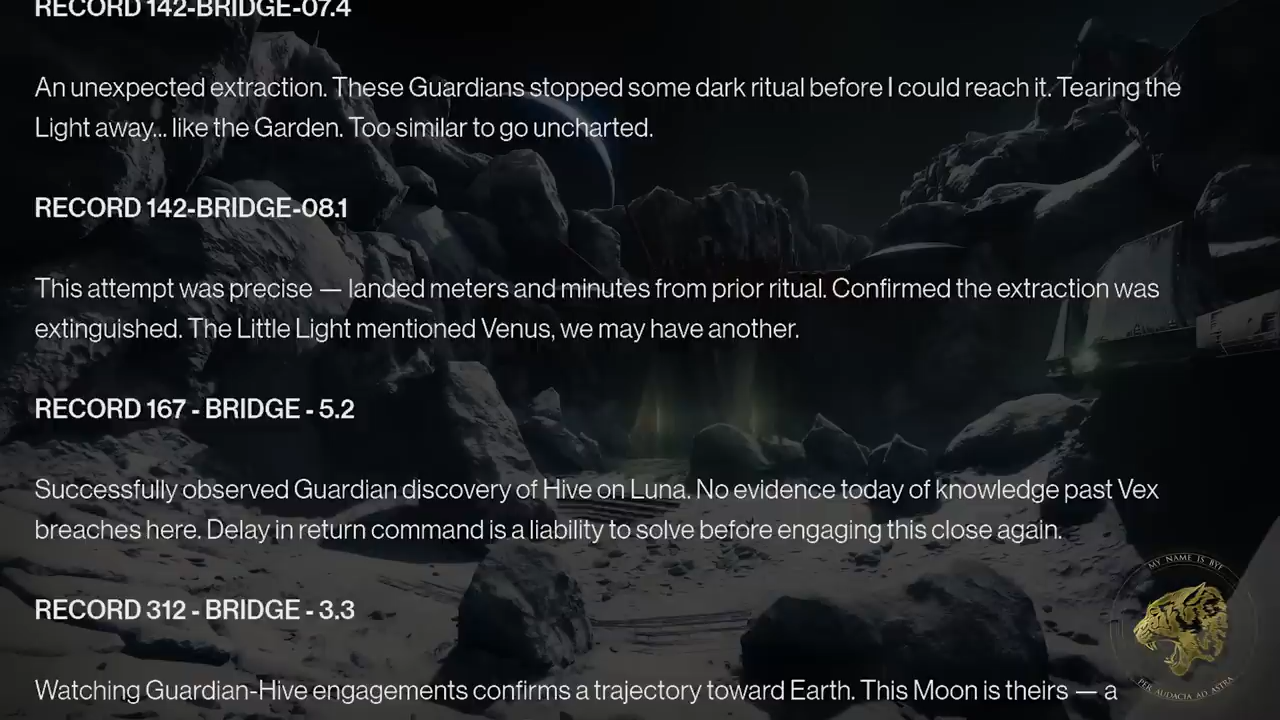 RECORD 142-BRIDGE-07.4
An unexpected extraction. These Guardians stopped some dark ritual before I could reach it. Tearing the
Light away... like the Garden. Too similar to go uncharted.
RECORD 142-BRIDGE-08.1
This attempt was precise — landed meters and minutes from prior ritual. Confirmed the extraction was
extinguished. The Little Light mentioned Venus, we may have another.
RECORD 167 - BRIDGE - 5.2
Successfully observed Guardian discovery of Hive on Luna. No evidence today of knowledge past Vex
breaches here. Delay in return command is a liability to solve before engaging this close again.
RECORD 312 - BRIDGE - 3.3
Watching Guardian-Hive engagements confirms a trajectory toward Earth. This Moon is theirs — a
MY NAME IS BYF
PER AUDACIA AD ASTRA